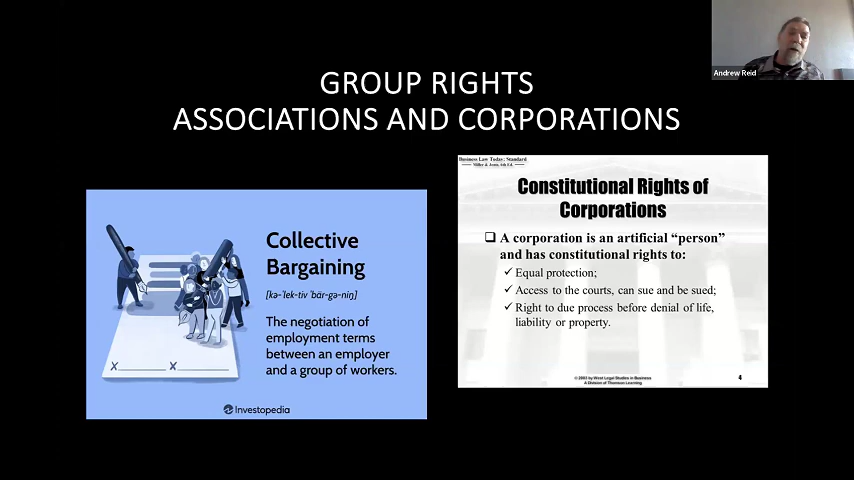 Andrew Reid
GROUP RIGHTS
ASSOCIATIONS AND CORPORATIONS
Collective
Bargaining
[kə-ˈlek-tiv ˈbär-gə-niŋ]
The negotiation of
employment terms
between an employer
and a group of workers.
X
X
Investopedia
Business Law Today: Standard
Miller & Jentz, 6th Ed.
Constitutional Rights of
Corporations
A corporation is an artificial “person”
and has constitutional rights to:
Equal protection;
Access to the courts, can sue and be sued;
Right to due process before denial of life,
liability or property.
by West Legal Studies in Business
A Division of Thomson Learning
4